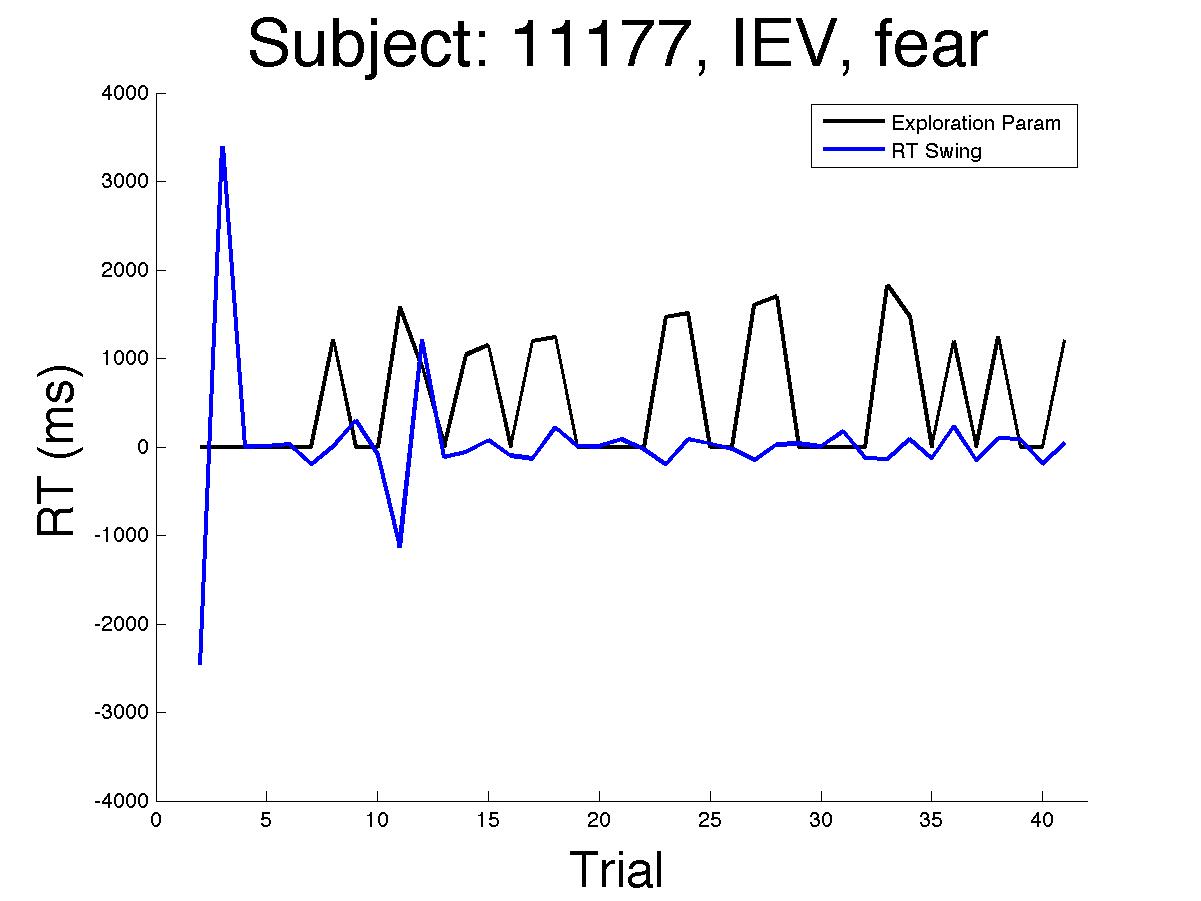 Subject: 11177, IEV, fear
Exploration Param
RT Swing
RT (ms)
4000
3000
2000
1000
0
-1000
-2000
-3000
-4000
0 5 10 15 20 25 30 35 40
Trial